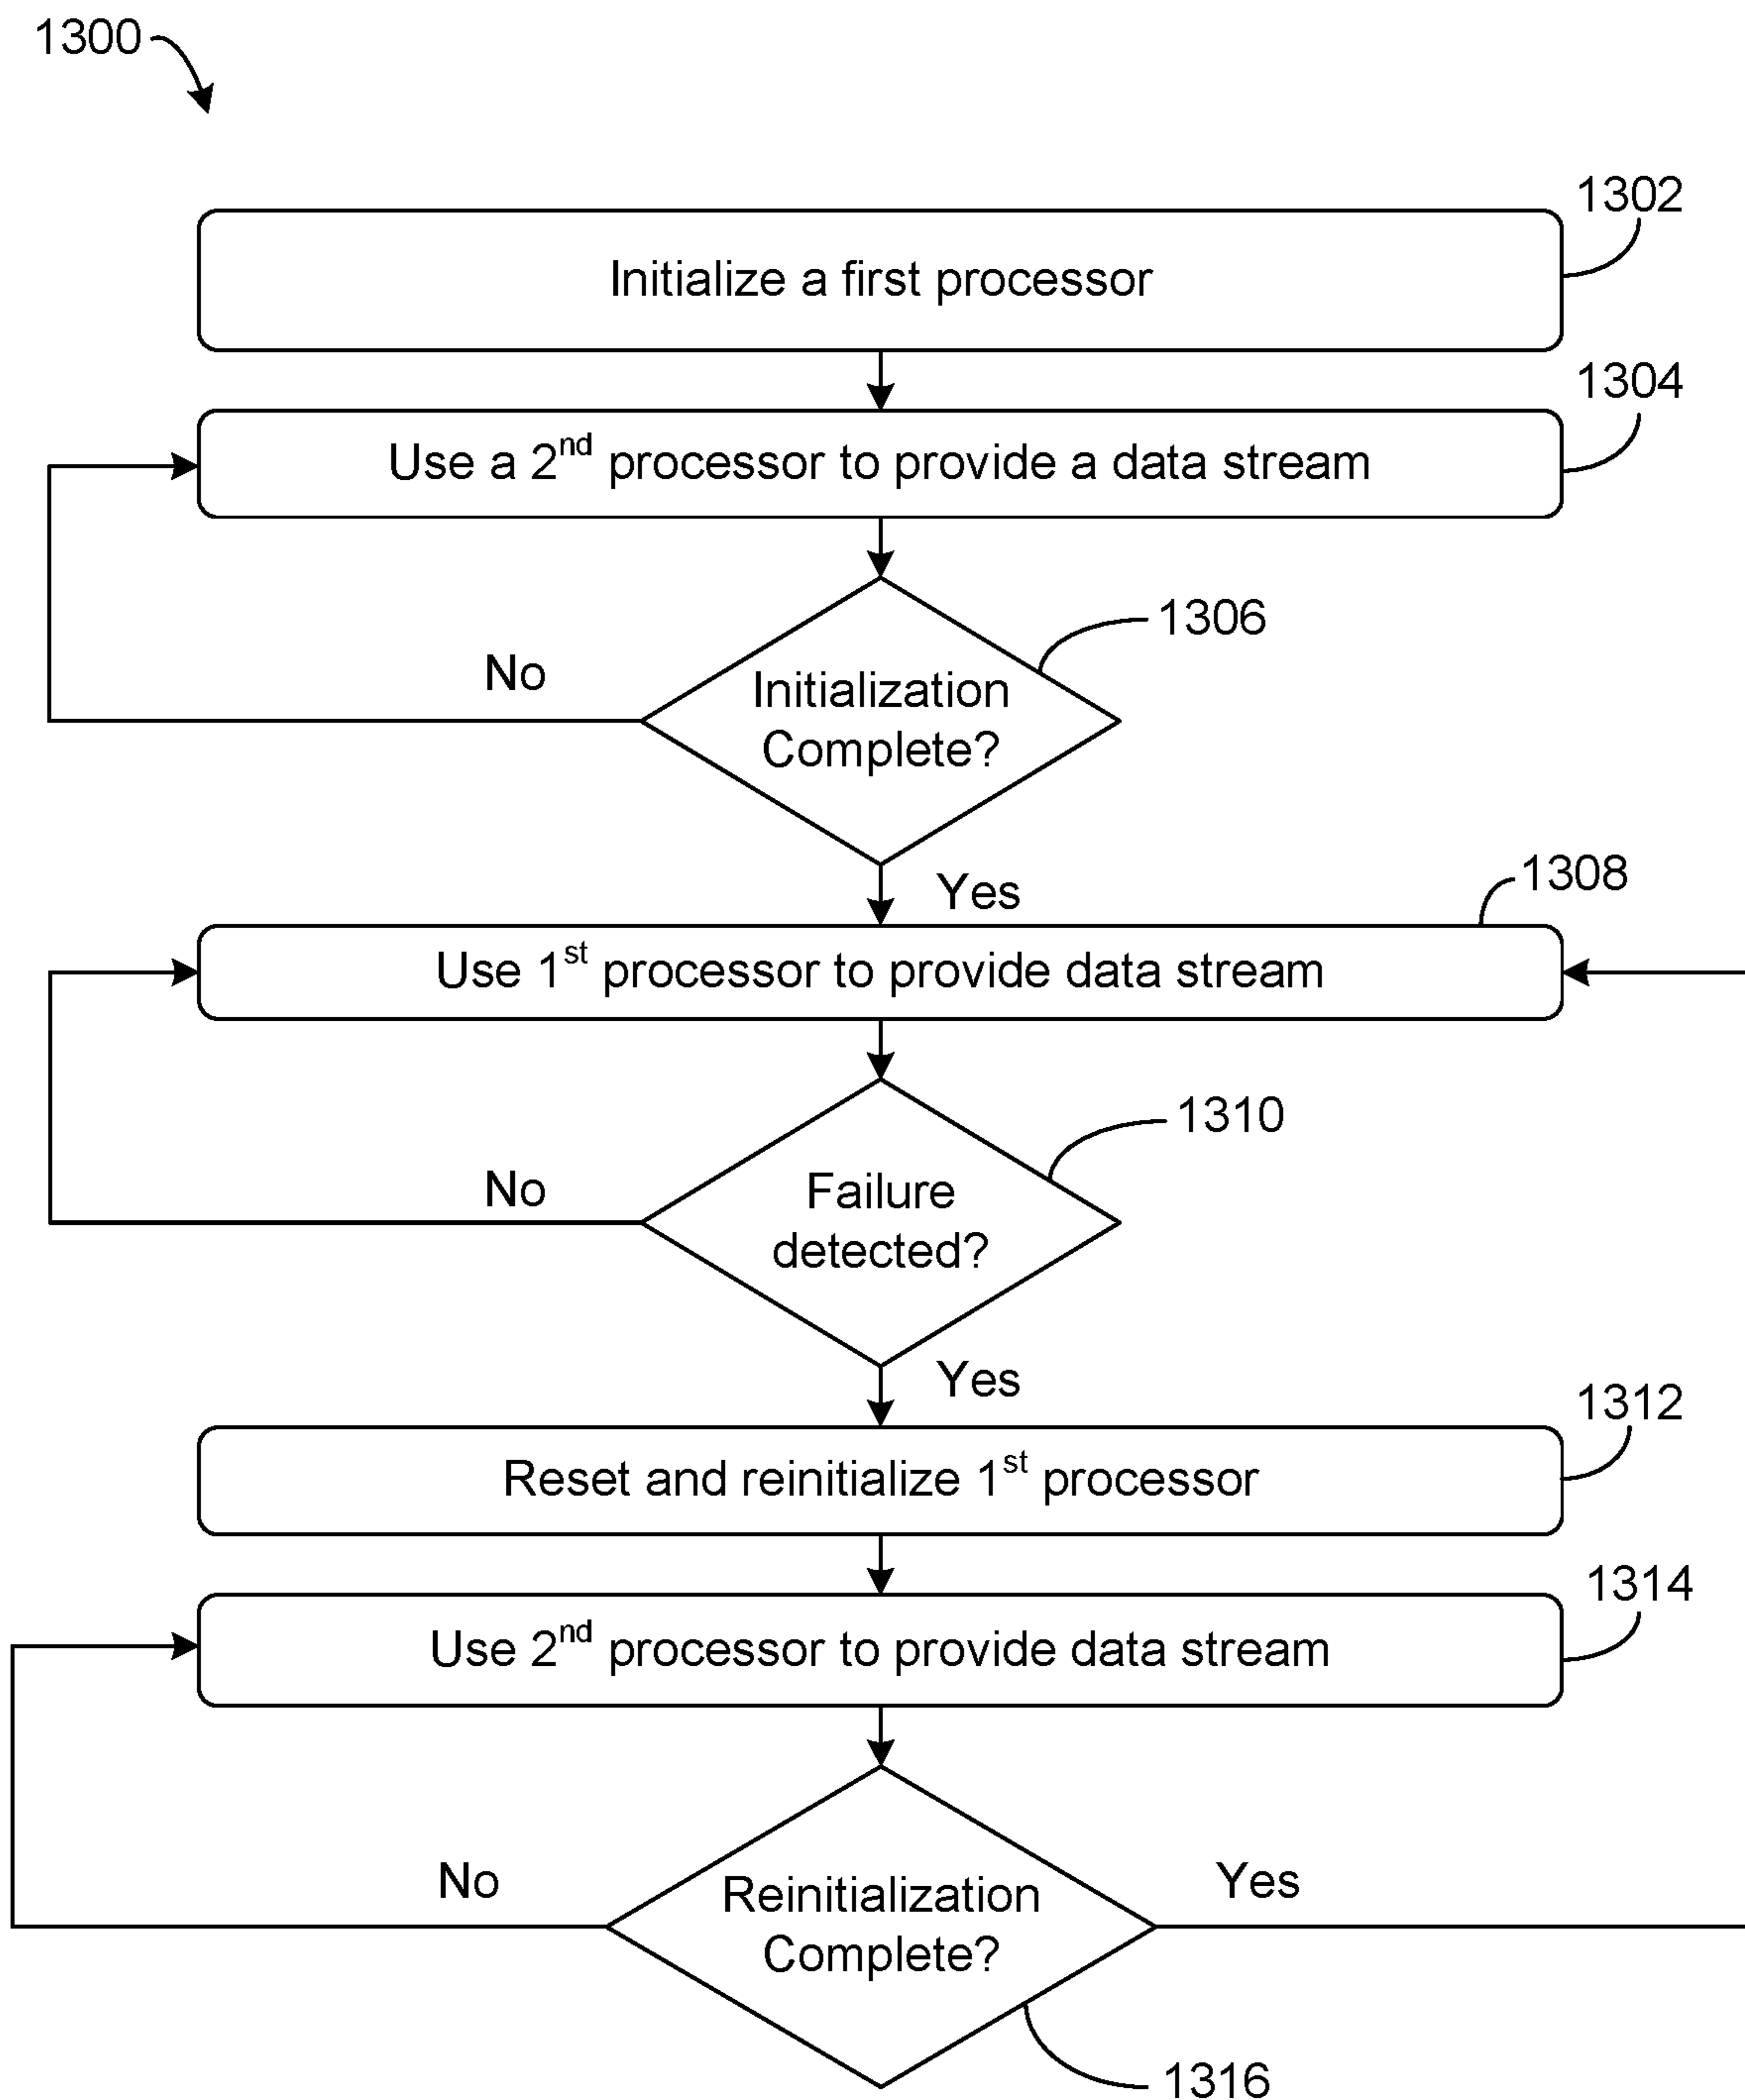 1300
1302
Initialize a first processor
1304
Use a 2nd processor to provide a data stream
1306
No
Initialization
Complete?
1308
Yes
Use 1st processor to provide data stream
1310
No
Failure
detected?
Yes
1312
Reset and reinitialize 1st processor
1314
Use 2nd processor to provide data stream
No
Yes
Reinitialization
Complete?
1316